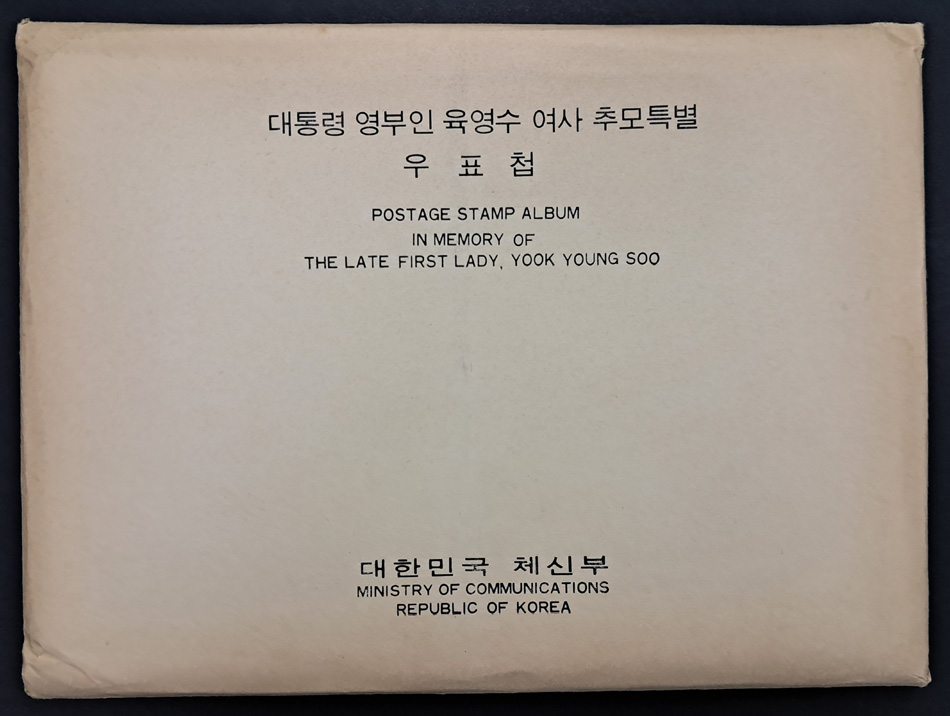 대통령 영부인 육영수 여사 추모특별
우 표 첩
POSTAGE STAMP ALBUM
IN MEMORY OF
THE LATE FIRST LADY, YOOK YOUNG SOO
대한민국 체신부
MINISTRY OF COMMUNICATIONS
REPUBLIC OF KOREA